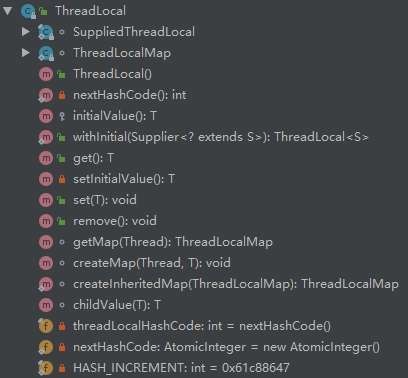 ThreadLocal
SuppliedThreadLocal
ThreadLocalMap
ThreadLocal()
nextHashCode(): int
initialValue(): T
withInitial(Supplier<? extends S>): ThreadLocal<S>
get(): T
setInitialValue(): T
set(T): void
remove(): void
getMap(Thread): ThreadLocalMap
createMap(Thread, T): void
createInheritedMap(ThreadLocalMap): ThreadLocalMap
childValue(T): T
threadLocalHashCode: int = nextHashCode()
nextHashCode: AtomicInteger = new AtomicInteger()
HASH_INCREMENT: int = 0x61c88647